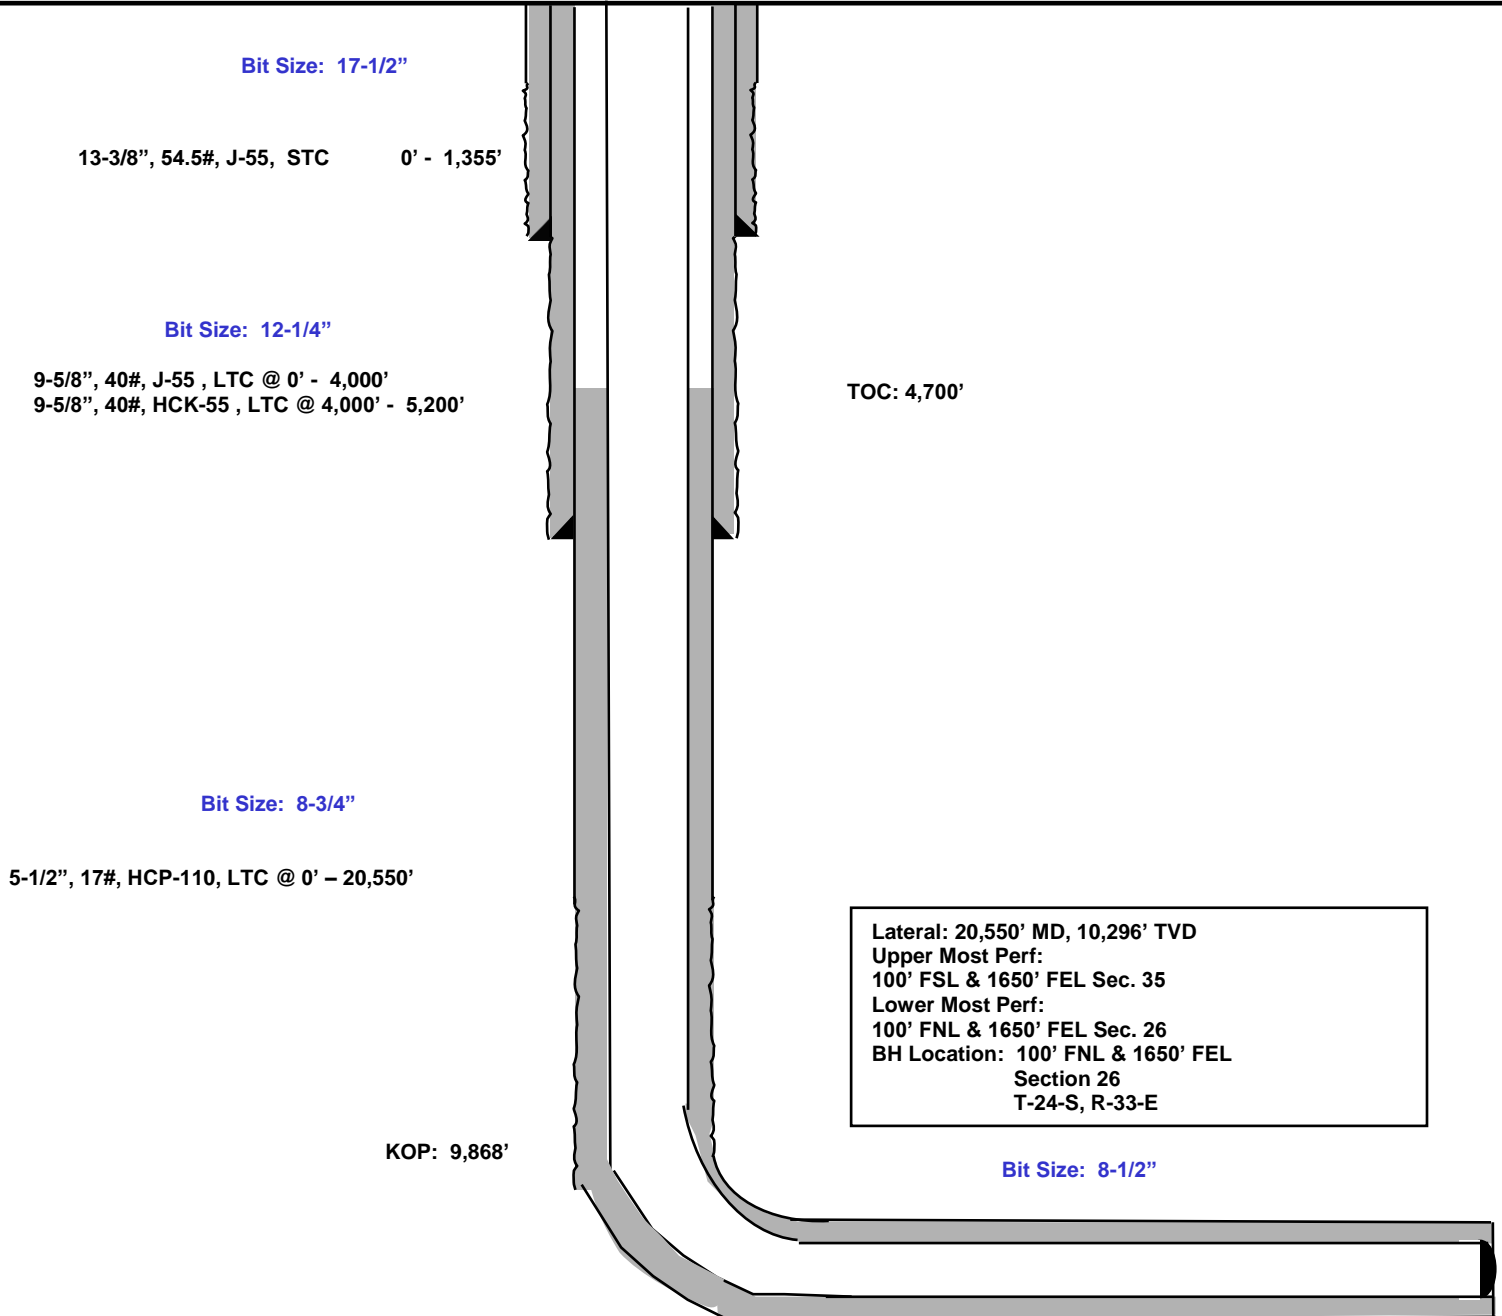 Bit Size: 17-1/2”
13-3/8”, 54.5#, J-55, STC 0’ - 1,355’
Bit Size: 12-1/4”
9-5/8”, 40#, J-55 , LTC @ 0’ - 4,000’
9-5/8”, 40#, HCK-55 , LTC @ 4,000’ - 5,200’
TOC: 4,700’
Bit Size: 8-3/4”
5-1/2”, 17#, HCP-110, LTC @ 0’ – 20,550’
Lateral: 20,550’ MD, 10,296’ TVD
Upper Most Perf:
100’ FSL & 1650’ FEL Sec. 35
Lower Most Perf:
100’ FNL & 1650’ FEL Sec. 26
BH Location: 100’ FNL & 1650’ FEL
Section 26
T-24-S, R-33-E
KOP: 9,868’
Bit Size: 8-1/2”